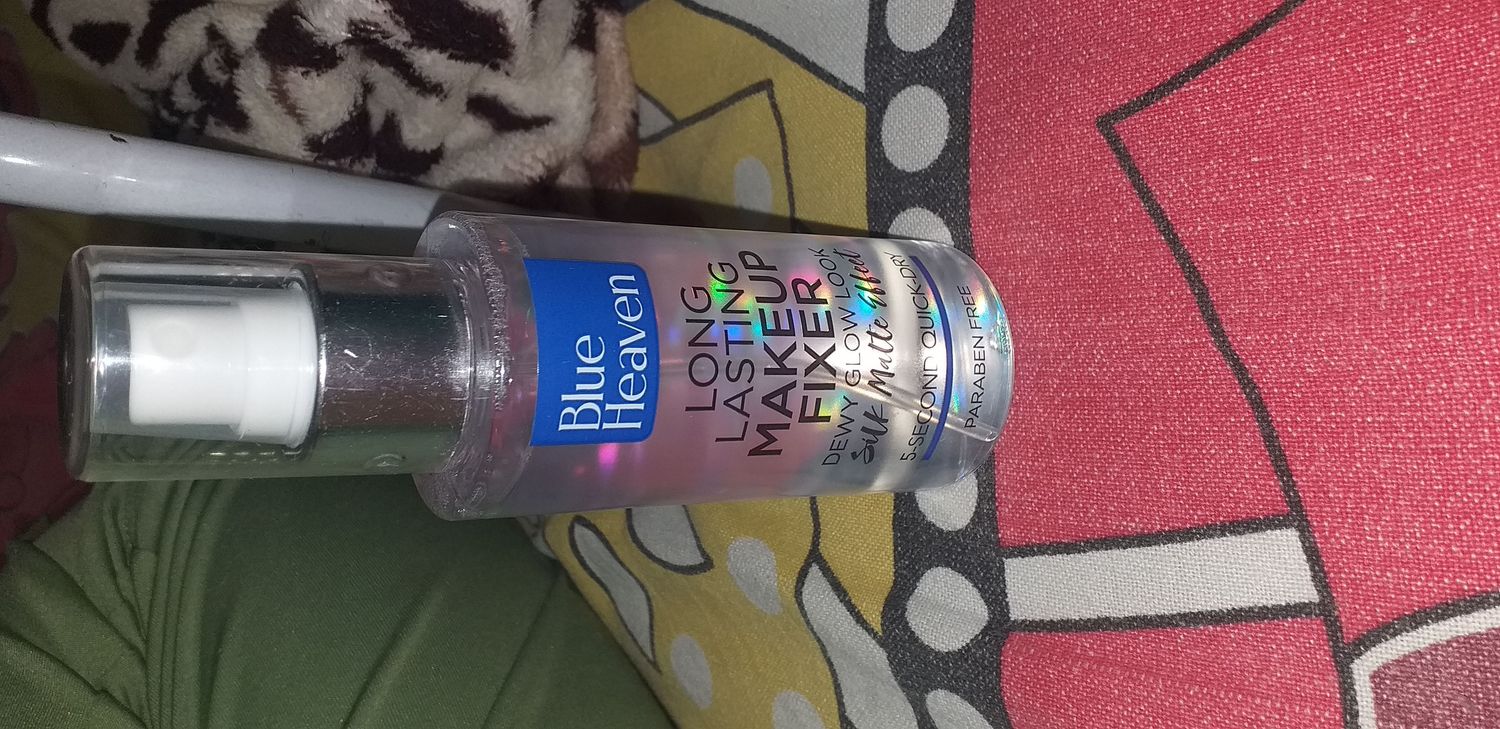 Blue
Heaven
LONG
LASTING
MAKEUP
FIXER
DEWY GLOW LOOK
Silk Matte Effect
5-SECOND QUICK-DRY
PARABEN FREE